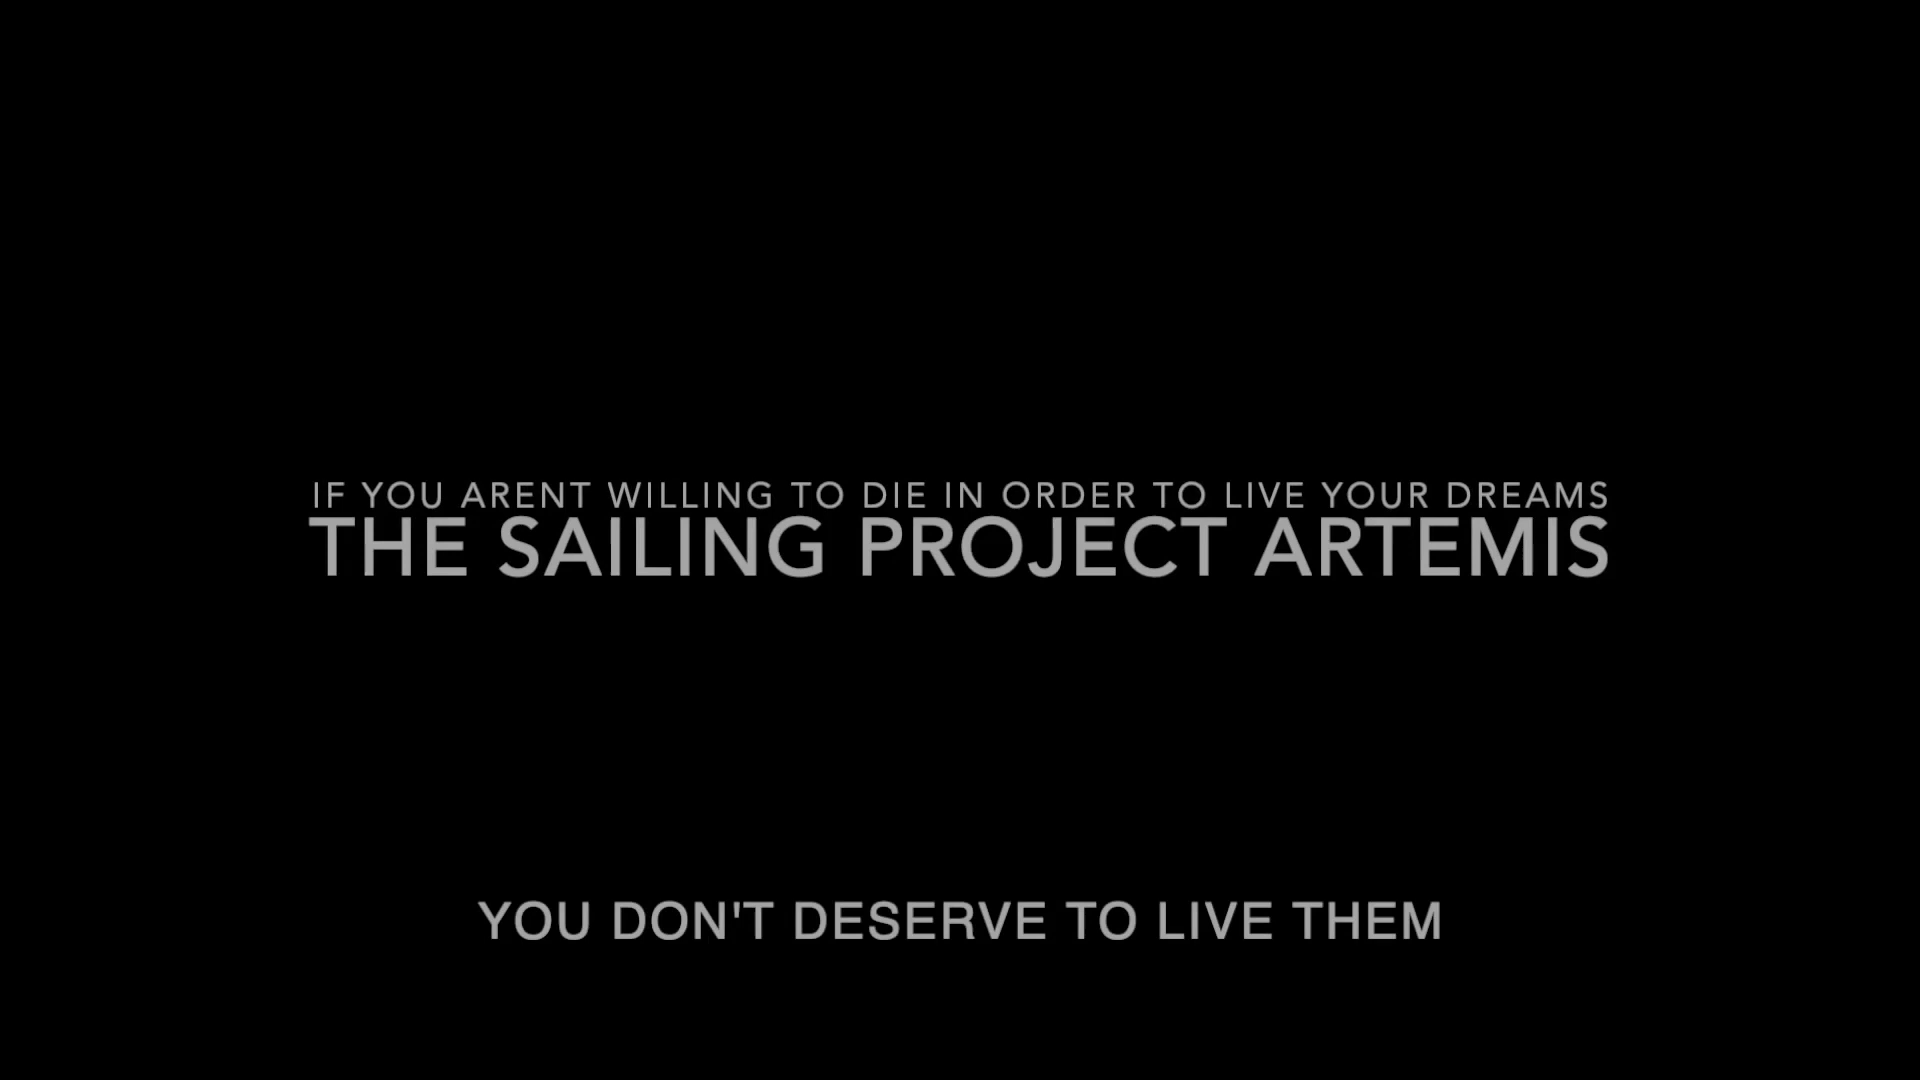 IF YOU ARENT WILLING TO DIE IN ORDER TO LIVE YOUR DREAMS
THE SAILING PROJECT ARTEMIS
YOU DON'T DESERVE TO LIVE THEM